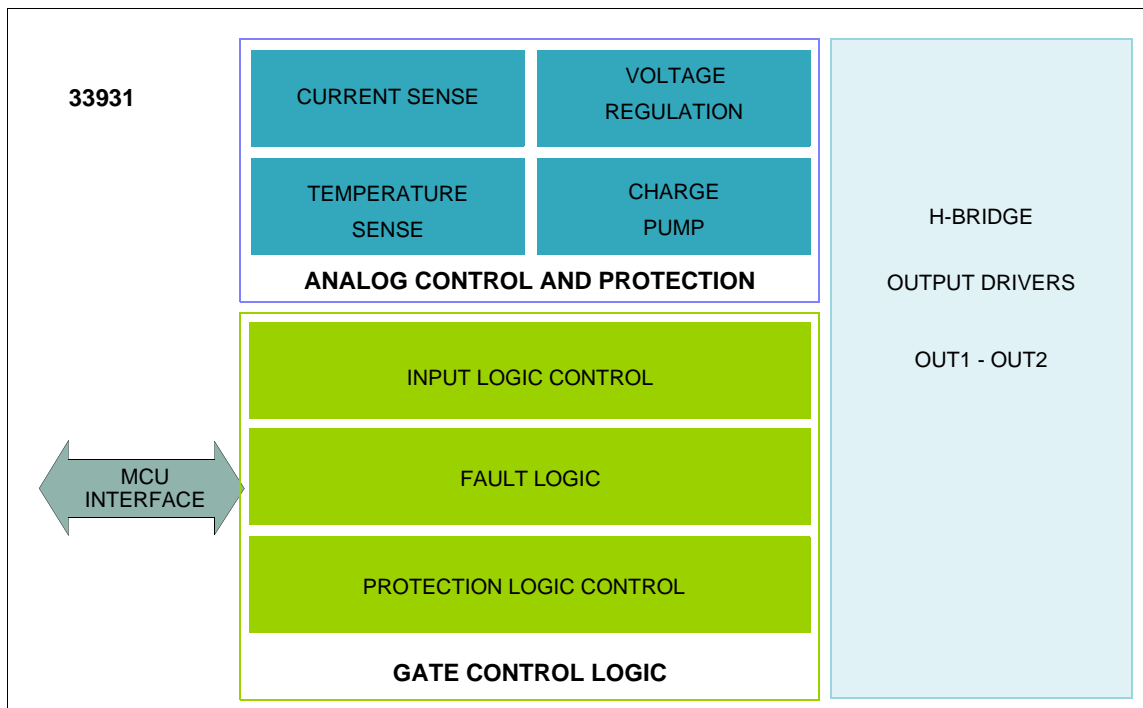 33931
CURRENT SENSE
VOLTAGE
REGULATION
TEMPERATURE
SENSE
CHARGE
PUMP
ANALOG CONTROL AND PROTECTION
INPUT LOGIC CONTROL
FAULT LOGIC
PROTECTION LOGIC CONTROL
GATE CONTROL LOGIC
MCU
INTERFACE
H-BRIDGE
OUTPUT DRIVERS
OUT1 - OUT2